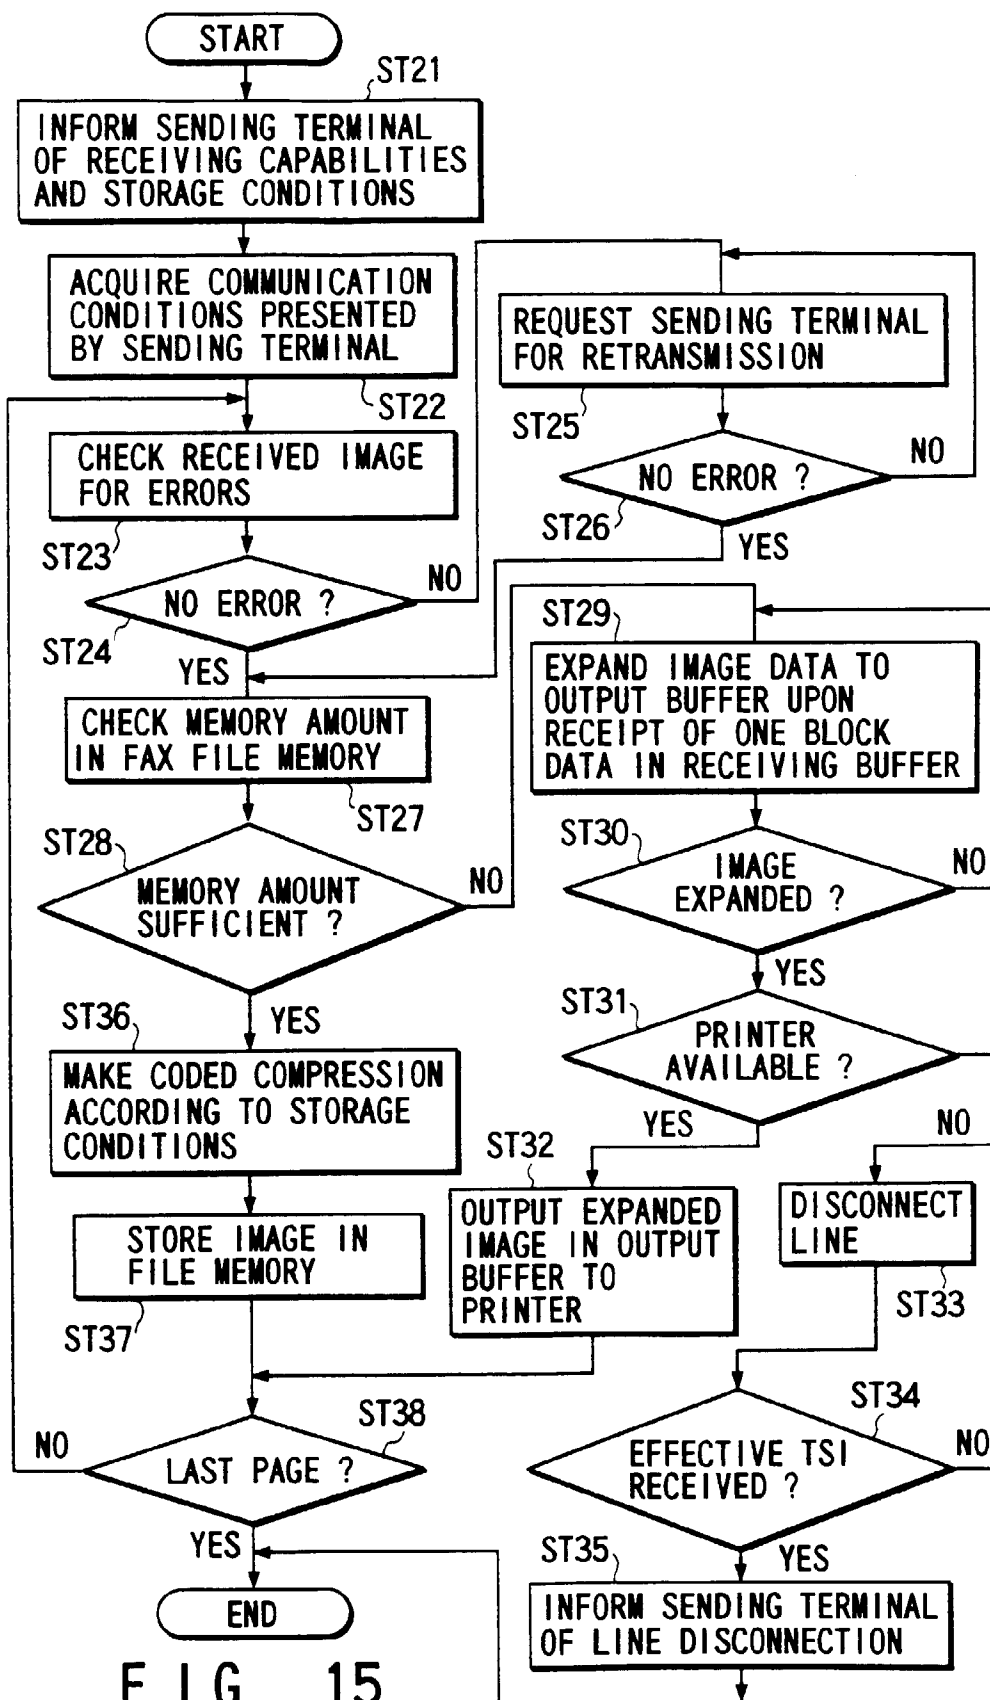 START
ST21
INFORM SENDING TERMINAL
OF RECEIVING CAPABILITIES
AND STORAGE CONDITIONS
ACQUIRE COMMUNICATION
CONDITIONS PRESENTED
BY SENDING TERMINAL
ST22
CHECK RECEIVED IMAGE
FOR ERRORS
ST23
NO ERROR ?
NO
ST24
YES
REQUEST SENDING TERMINAL
FOR RETRANSMISSION
ST25
NO ERROR ?
NO
ST26
YES
CHECK MEMORY AMOUNT
IN FAX FILE MEMORY
ST27
ST28
MEMORY AMOUNT
SUFFICIENT ?
NO
YES
ST29
EXPAND IMAGE DATA TO
OUTPUT BUFFER UPON
RECEIPT OF ONE BLOCK
DATA IN RECEIVING BUFFER
ST30
IMAGE
EXPANDED ?
NO
YES
ST31
PRINTER
AVAILABLE ?
YES
NO
ST36
MAKE CODED COMPRESSION
ACCORDING TO STORAGE
CONDITIONS
STORE IMAGE IN
FILE MEMORY
ST37
ST32
OUTPUT EXPANDED
IMAGE IN OUTPUT
BUFFER TO
PRINTER
DISCONNECT
LINE
ST33
ST38
NO
LAST PAGE ?
YES
ST34
EFFECTIVE TSI
RECEIVED ?
NO
YES
ST35
INFORM SENDING TERMINAL
OF LINE DISCONNECTION
END
FIG. 15